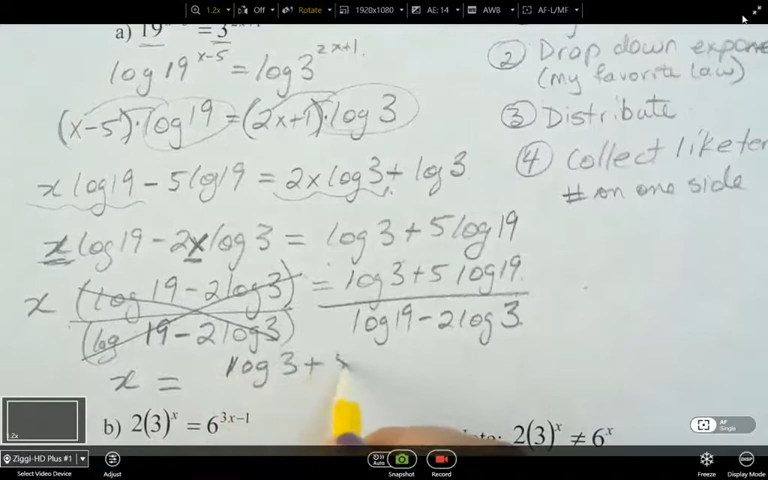 1.2x Off Rotate 1920x1080 AE: 14 AWB AF-L/MF
a) 19 = 3
log 19^(x-5) = log 3^(2x+1)
(x-5)·log 19 = (2x+1)·log 3
x log 19 - 5 log 19 = 2x log 3 + log 3
x log 19 - 2x log 3 = log 3 + 5 log 19
x (log 19 - 2 log 3) = log 3 + 5 log 19
(log 19 - 2 log 3) log 19 - 2 log 3
x = log 3 +
② Drop down
(my favorite law)
③ Distribute
④ Collect like
# on one side
b) 2(3)^x = 6^(3x-1)
2(3)^x ≠ 6^x
1.2x
AF
Single
Ziggi-HD Plus #1
Select Video Device
Adjust
Auto
Snapshot
Record
Freeze
DISP
Display Mode